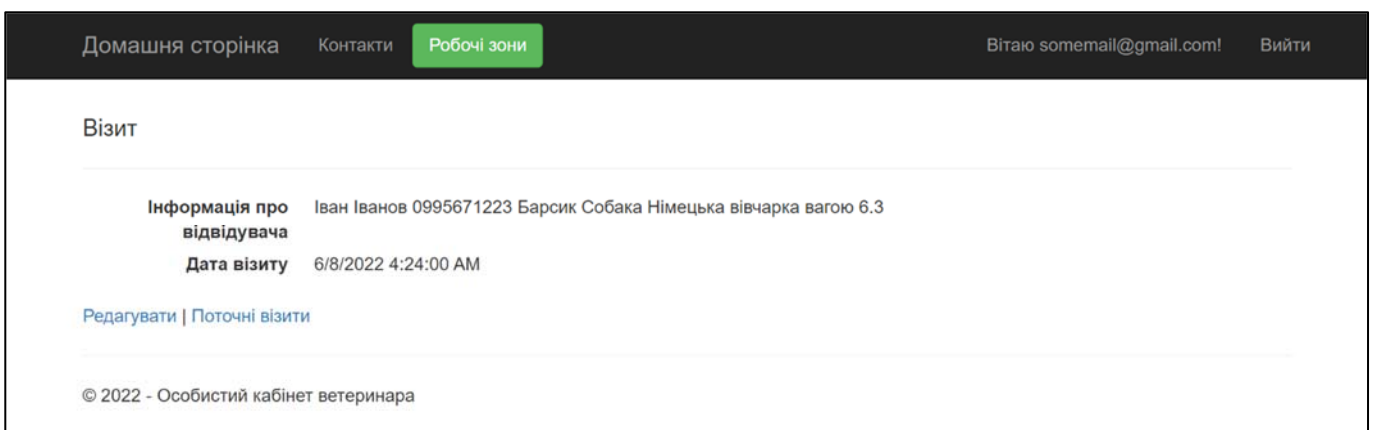 Домашня сторінка Контакти Робочі зони Вітаю somemail@gmail.com! Вийти
Візит
Інформація про Іван Іванов 0995671223 Барсик Собака Німецька вівчарка вагою 6.3
відвідувача
Дата візиту 6/8/2022 4:24:00 AM
Редагувати | Поточні візити
© 2022 - Особистий кабінет ветеринара